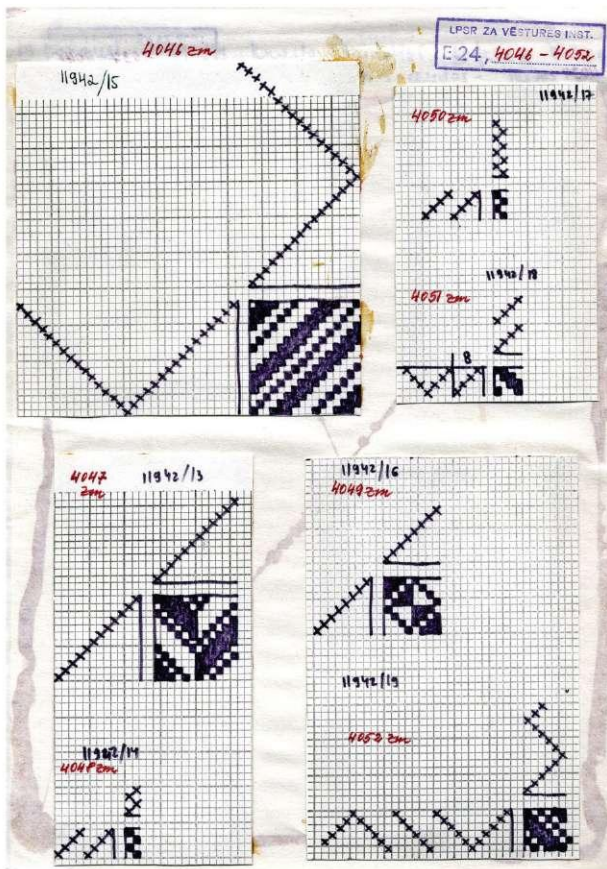 LPSR ZA VĒSTURES INST.
E 24, 4046 - 4052
4046 zm
11942/15
11942/17
4050 zm
11942/18
4051 zm
8
4047 zm
11942/13
11942/16
4049 zm
11942/14
4048 zm
11942/19
4052 zm